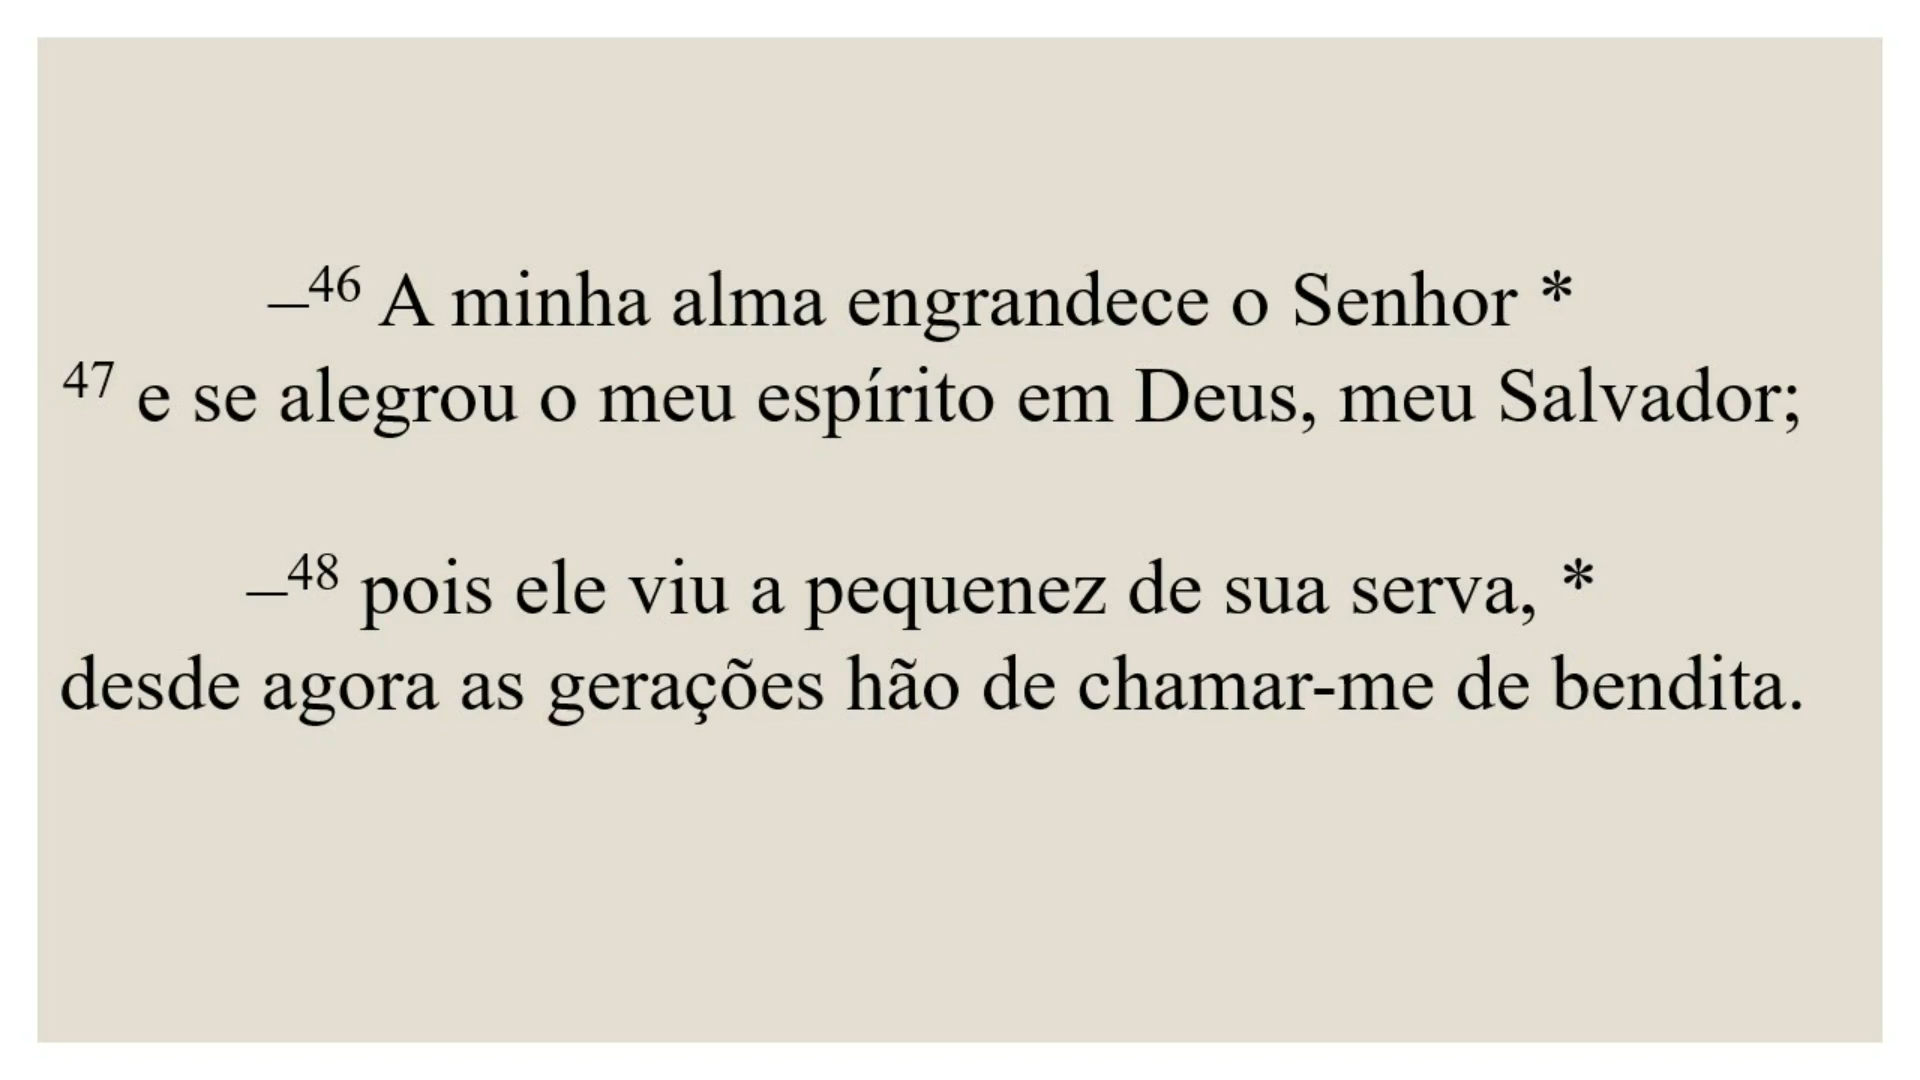 –46 A minha alma engrandece o Senhor *
47 e se alegrou o meu espírito em Deus, meu Salvador;
–48 pois ele viu a pequenez de sua serva, *
desde agora as gerações hão de chamar-me de bendita.